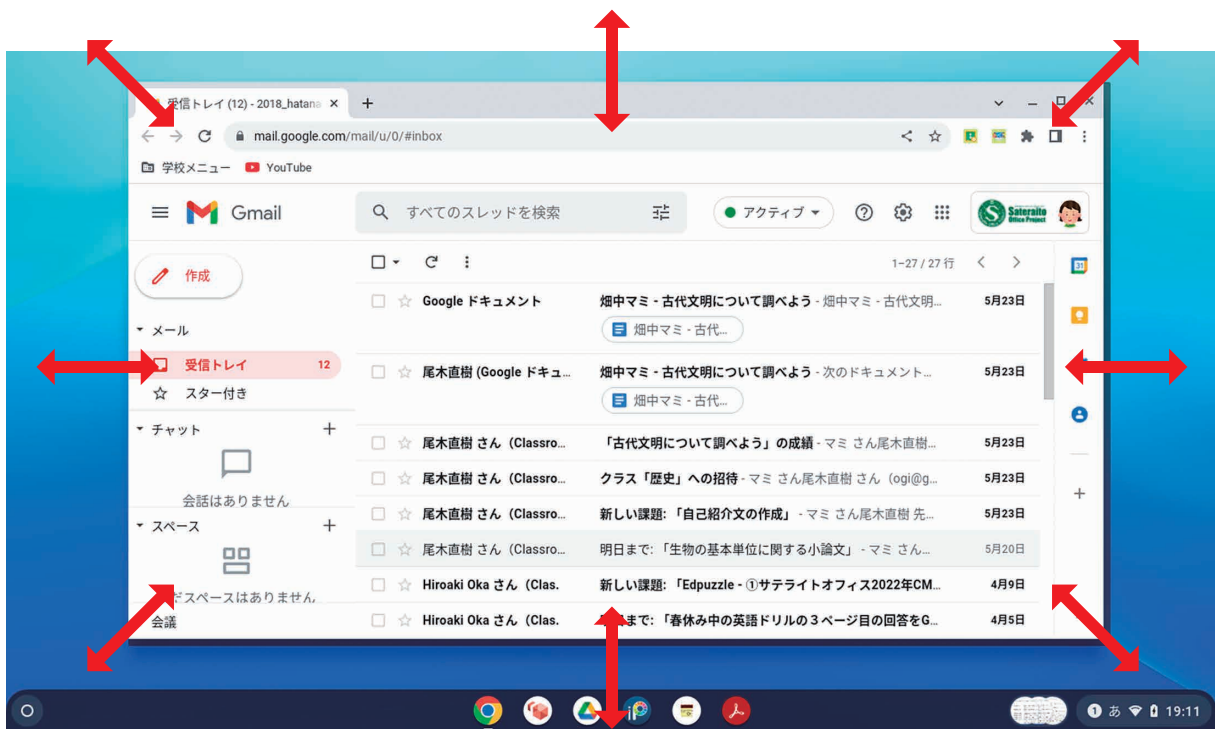 受信トレイ (12) - 2018_hatana
mail.google.com/mail/u/0/#inbox
学校メニュー YouTube
Gmail すべてのスレッドを検索 アクティブ Sateraito Office Project
作成 1–27 / 27 行
31
Google ドキュメント 畑中マミ - 古代文明について調べよう - 畑中マミ - 古代文明… 5月23日
畑中マミ - 古代…
メール
受信トレイ 12
尾木直樹 (Google ドキュ… 畑中マミ - 古代文明について調べよう - 次のドキュメント… 5月23日
スター付き
畑中マミ - 古代…
チャット
尾木直樹 さん（Classro… 「古代文明について調べよう」の成績 - マミ さん尾木直樹… 5月23日
会話はありません
クラス「歴史」への招待 - マミ さん尾木直樹 さん（ogi@g… 5月23日
尾木直樹 さん（Classro…
スペース
尾木直樹 さん（Classro… 新しい課題: 「自己紹介文の作成」 - マミ さん尾木直樹 先… 5月23日
尾木直樹 さん（Classro… 明日まで: 「生物の基本単位に関する小論文」 - マミ さん… 5月20日
スペースはありません
Hiroaki Oka さん（Clas. 新しい課題: 「Edpuzzle - ①サテライトオフィス2022年CM… 4月9日
会議
Hiroaki Oka さん（Clas. まで: 「春休み中の英語ドリルの３ページ目の回答をG… 4月5日
1 あ 19:11